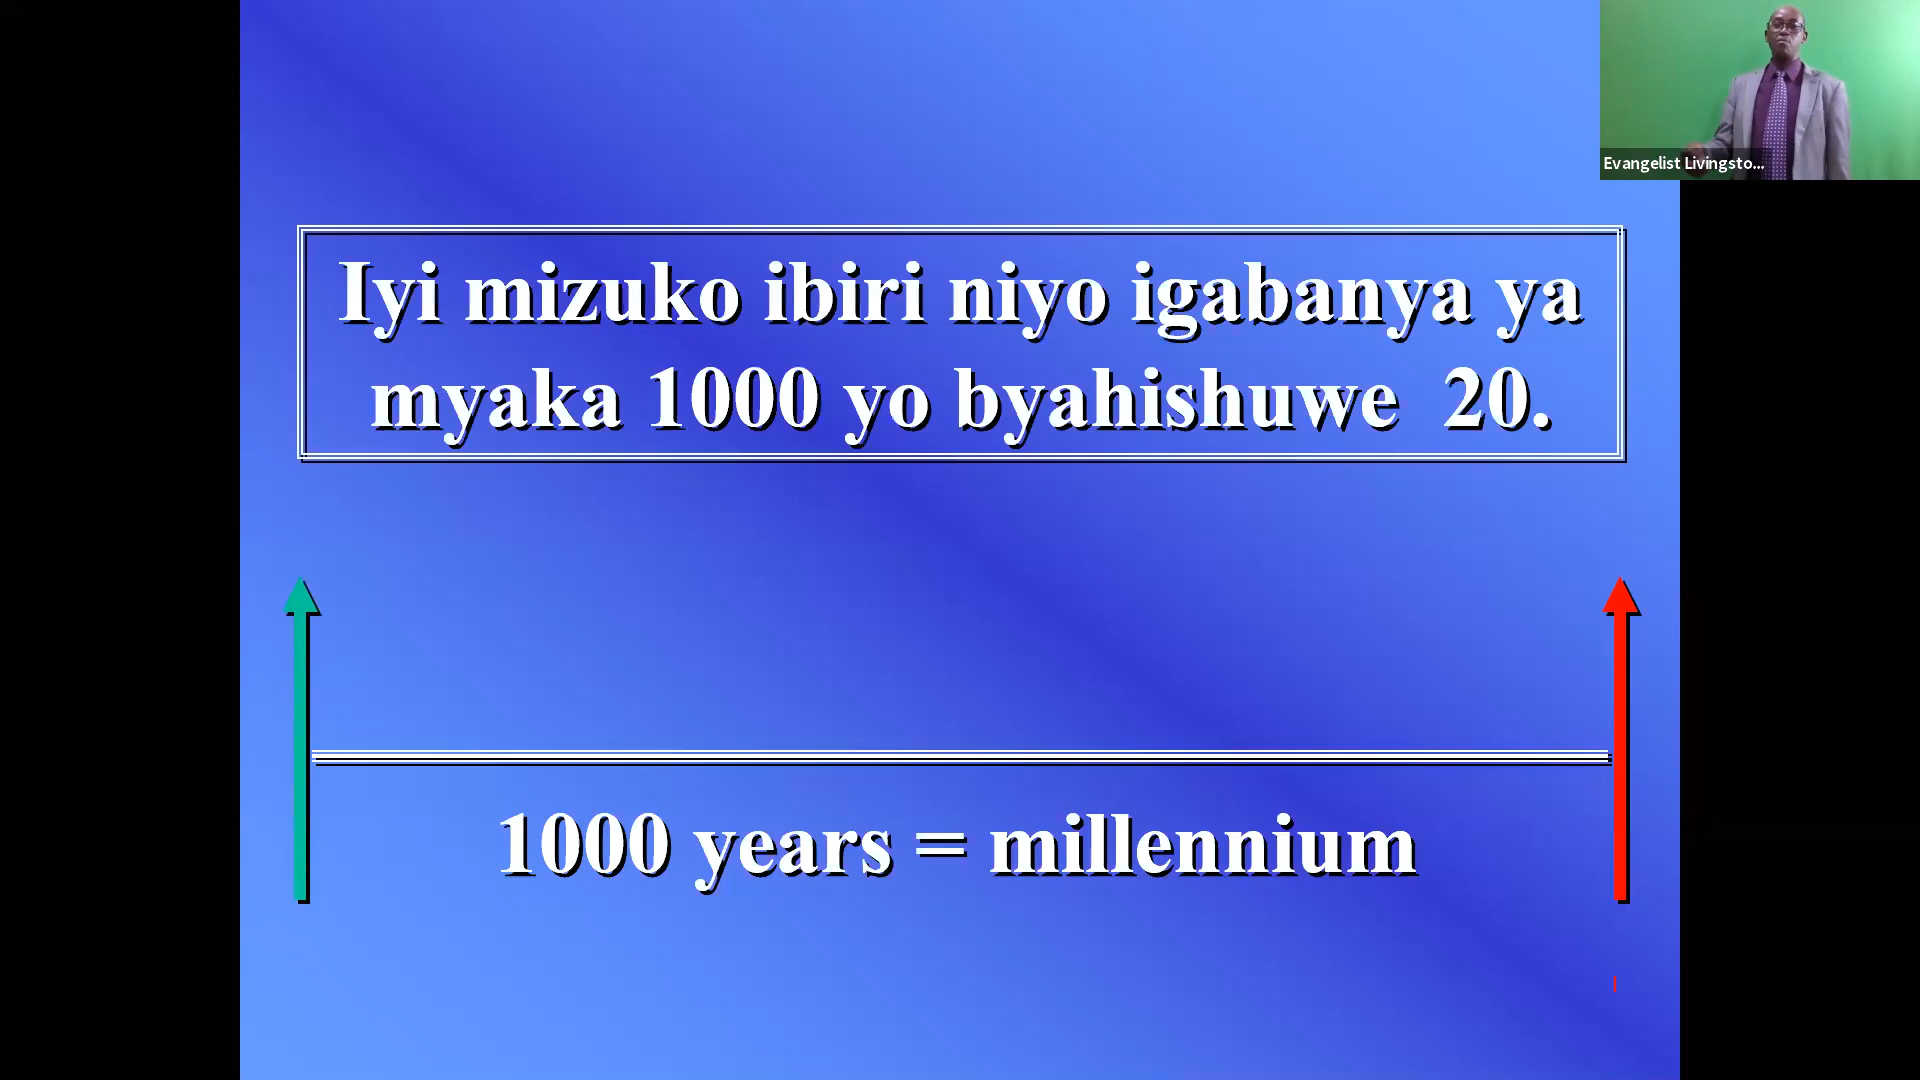 Evangelist Livingsto...
Iyi mizuko ibiri niyo igabanya ya
myaka 1000 yo byahishuwe 20.
1000 years = millennium